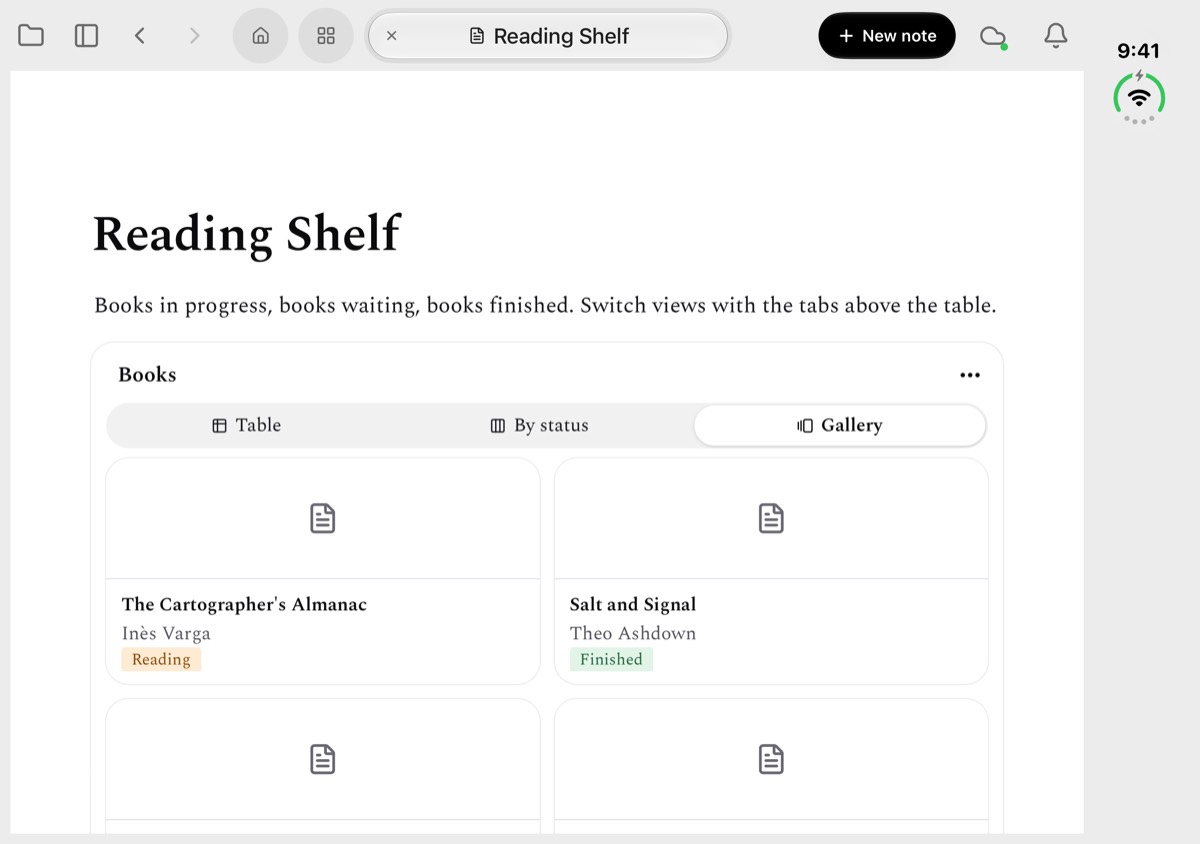 Reading Shelf
New note
9:41
Reading Shelf
Books in progress, books waiting, books finished. Switch views with the tabs above the table.
Books
Table
By status
Gallery
The Cartographer's Almanac
Inès Varga
Reading
Salt and Signal
Theo Ashdown
Finished